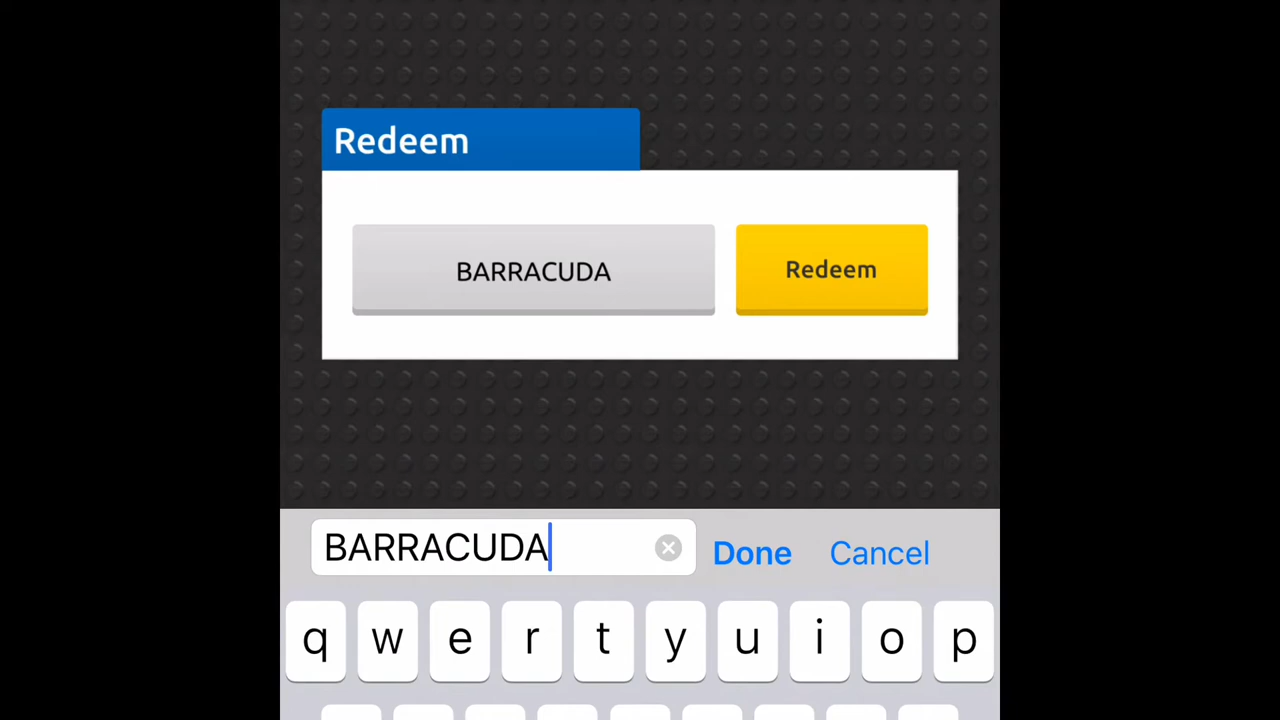 Redeem
BARRACUDA Redeem
BARRACUDA Done Cancel
q w e r t y u i o p